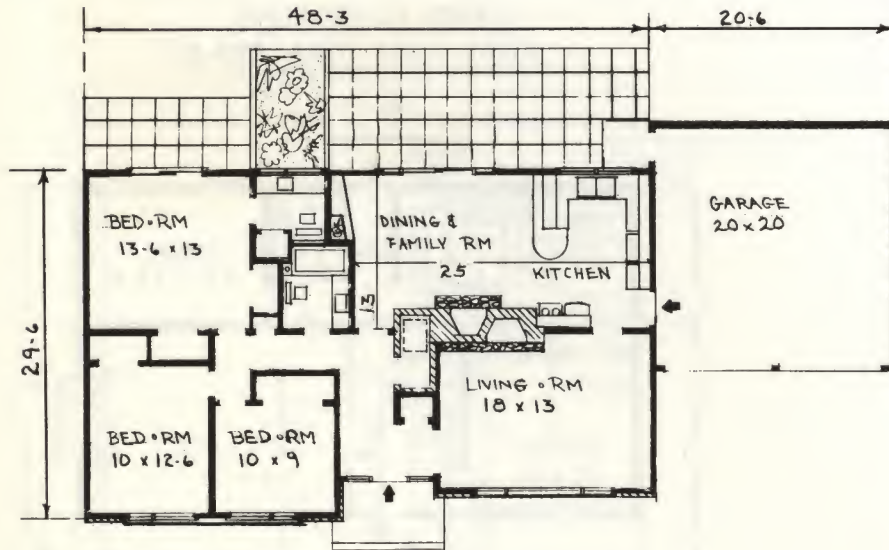 48-3
20-6
BED·RM
13-6 x 13
DINING &
FAMILY RM
25
KITCHEN
GARAGE
20 x 20
13
29-6
LIVING·RM
18 x 13
BED·RM
10 x 12-6
BED·RM
10 x 9